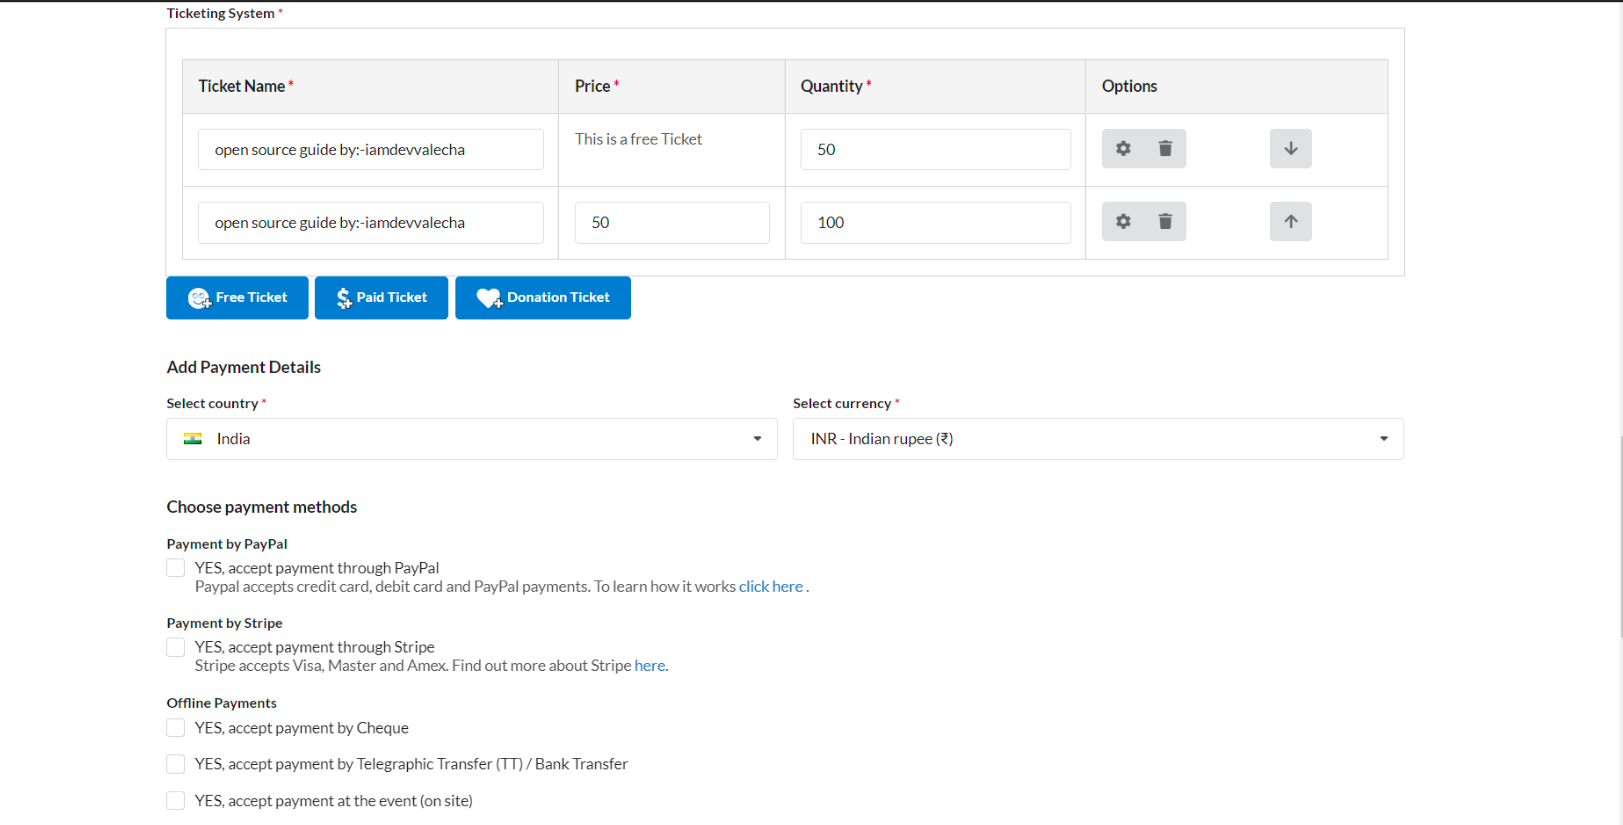 Ticketing System *
Ticket Name * Price * Quantity * Options
open source guide by:-iamdevvalecha This is a free Ticket 50
open source guide by:-iamdevvalecha 50 100
Free Ticket Paid Ticket Donation Ticket
Add Payment Details
Select country * Select currency *
India INR - Indian rupee (₹)
Choose payment methods
Payment by PayPal
YES, accept payment through PayPal
Paypal accepts credit card, debit card and PayPal payments. To learn how it works click here .
Payment by Stripe
YES, accept payment through Stripe
Stripe accepts Visa, Master and Amex. Find out more about Stripe here.
Offline Payments
YES, accept payment by Cheque
YES, accept payment by Telegraphic Transfer (TT) / Bank Transfer
YES, accept payment at the event (on site)